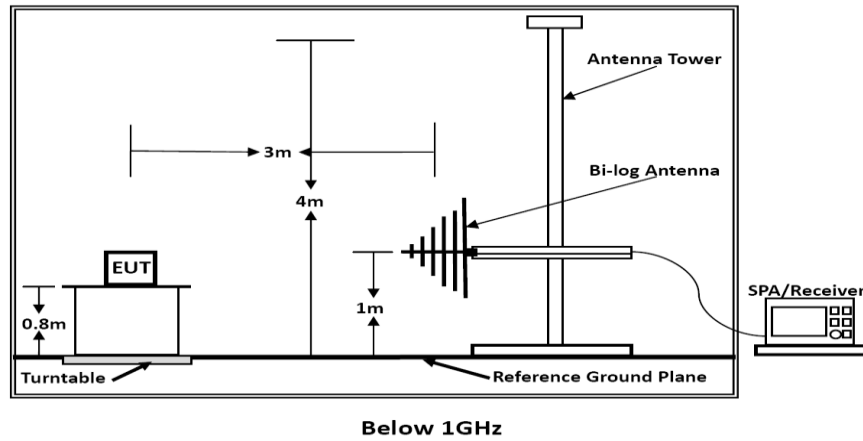 Antenna Tower
3m
Bi-log Antenna
4m
EUT
SPA/Receiver
0.8m
1m
Turntable
Reference Ground Plane
Below 1GHz